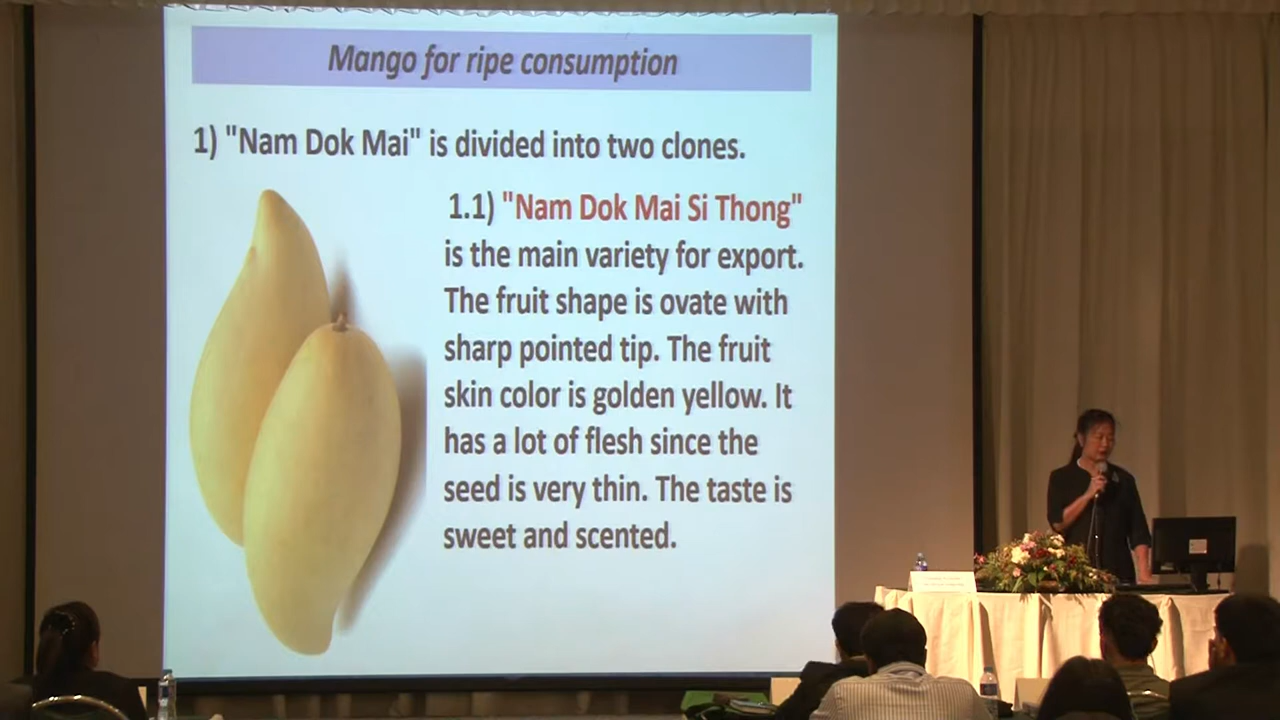 Mango for ripe consumption
1) "Nam Dok Mai" is divided into two clones.
1.1) "Nam Dok Mai Si Thong"
is the main variety for export.
The fruit shape is ovate with
sharp pointed tip. The fruit
skin color is golden yellow. It
has a lot of flesh since the
seed is very thin. The taste is
sweet and scented.